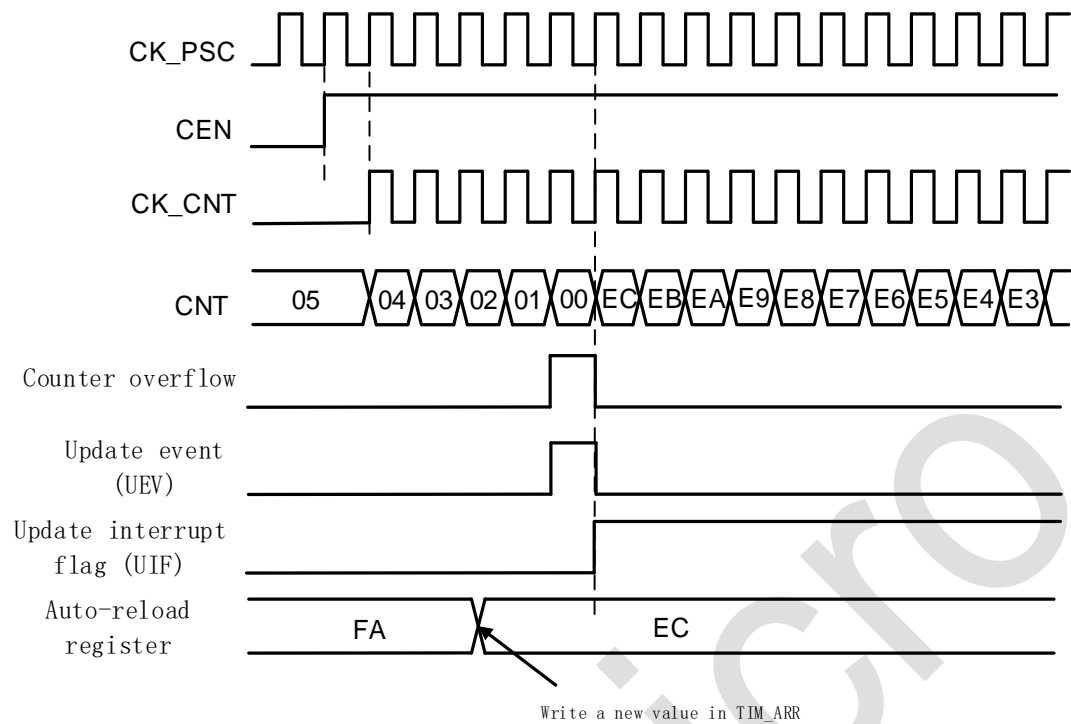 CK_PSC
CEN
CK_CNT
CNT 05 04 03 02 01 00 EC EB EA E9 E8 E7 E6 E5 E4 E3
Counter overflow
Update event
(UEV)
Update interrupt
flag (UIF)
Auto-reload
register
FA EC
Write a new value in TIM_ARR
icro